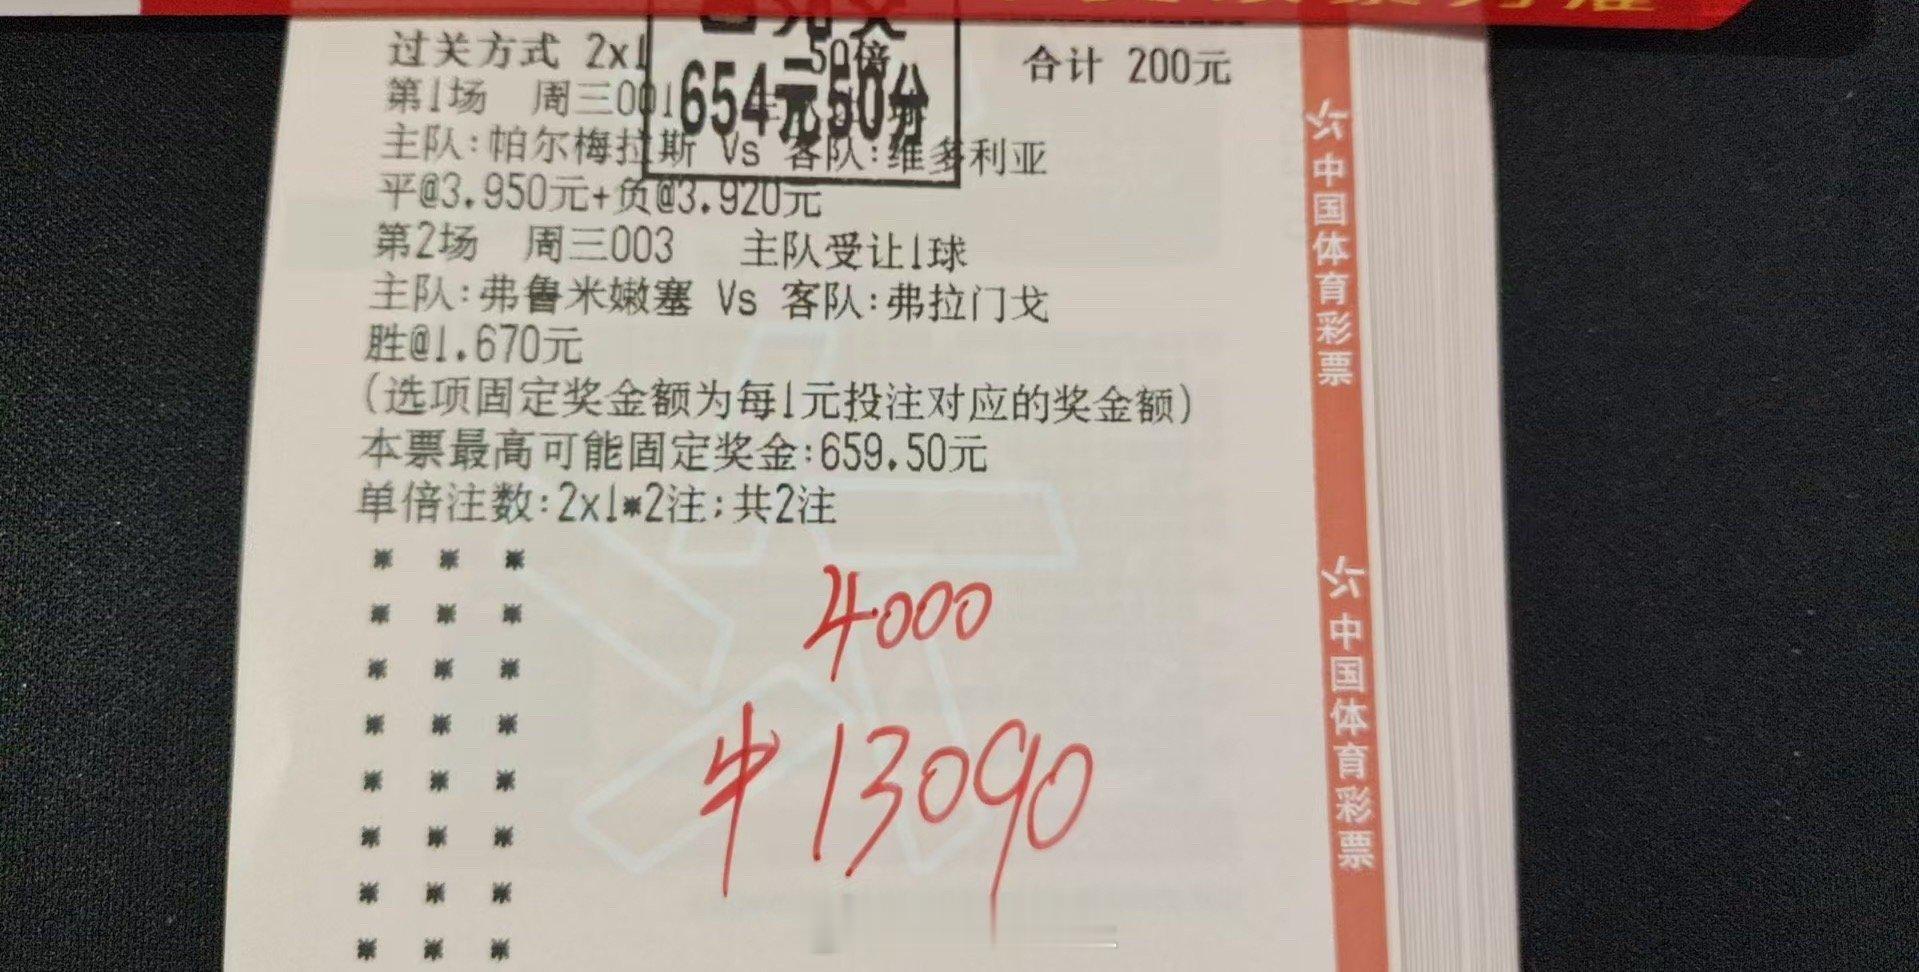 过关方式 2x1 50倍 合计 200元
654元50分
第1场 周三001
主队:帕尔梅拉斯 Vs 客队:维多利亚
平@3.950元+负@3.920元
第2场 周三003 主队受让1球
主队:弗鲁米嫩塞 Vs 客队:弗拉门戈
胜@1.670元
(选项固定奖金额为每1元投注对应的奖金额)
本票最高可能固定奖金:659.50元
单倍注数:2x1*2注;共2注
4000
中13090
中国体育彩票
中国体育彩票